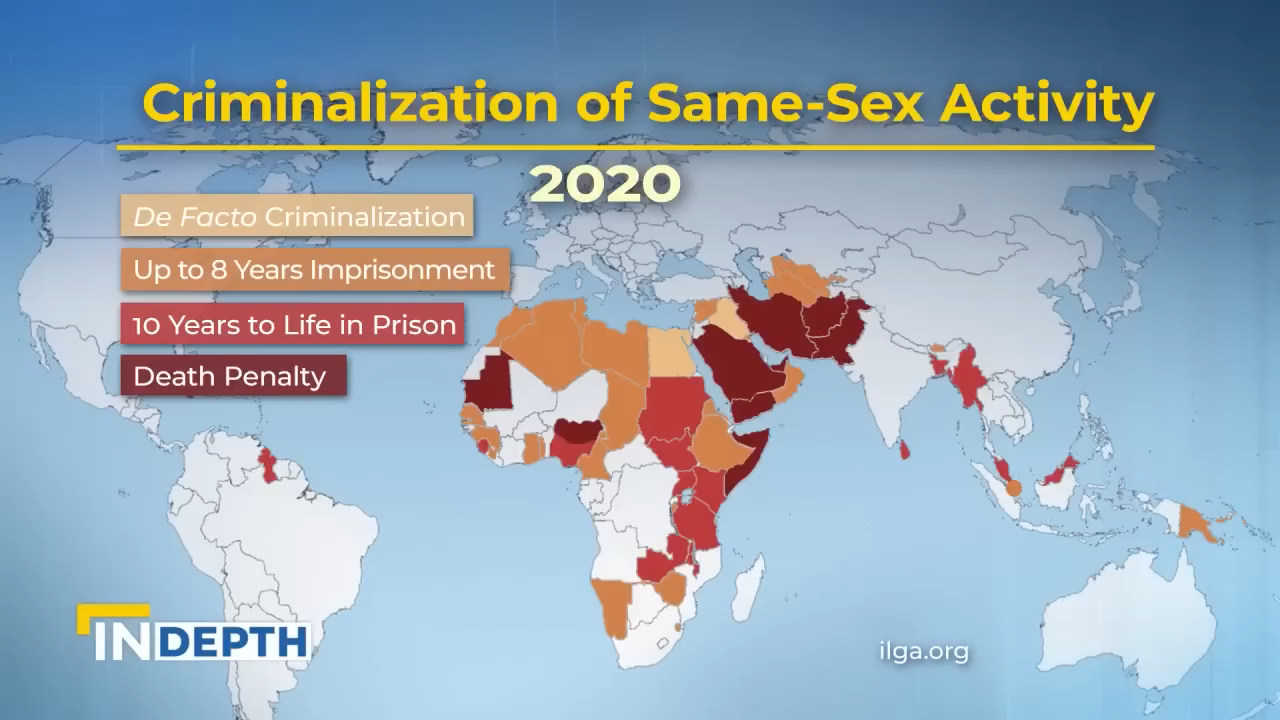 Criminalization of Same-Sex Activity
2020
De Facto Criminalization
Up to 8 Years Imprisonment
10 Years to Life in Prison
Death Penalty
INDEPTH
ilga.org